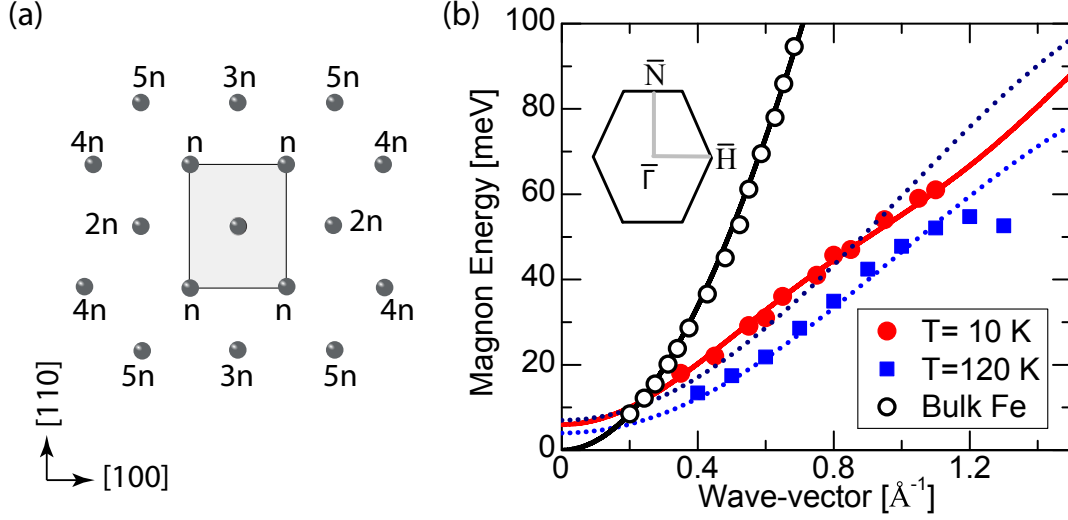 (a)
5n 3n 5n
4n n n 4n
2n 2n
4n n n 4n
5n 3n 5n
[110]
[100]
(b)
Magnon Energy [meV]
100
80
60
40
20
0
0 0.4 0.8 1.2
Wave-vector [Å⁻¹]
N̅
H̅
Γ̅
T= 10 K
T=120 K
Bulk Fe